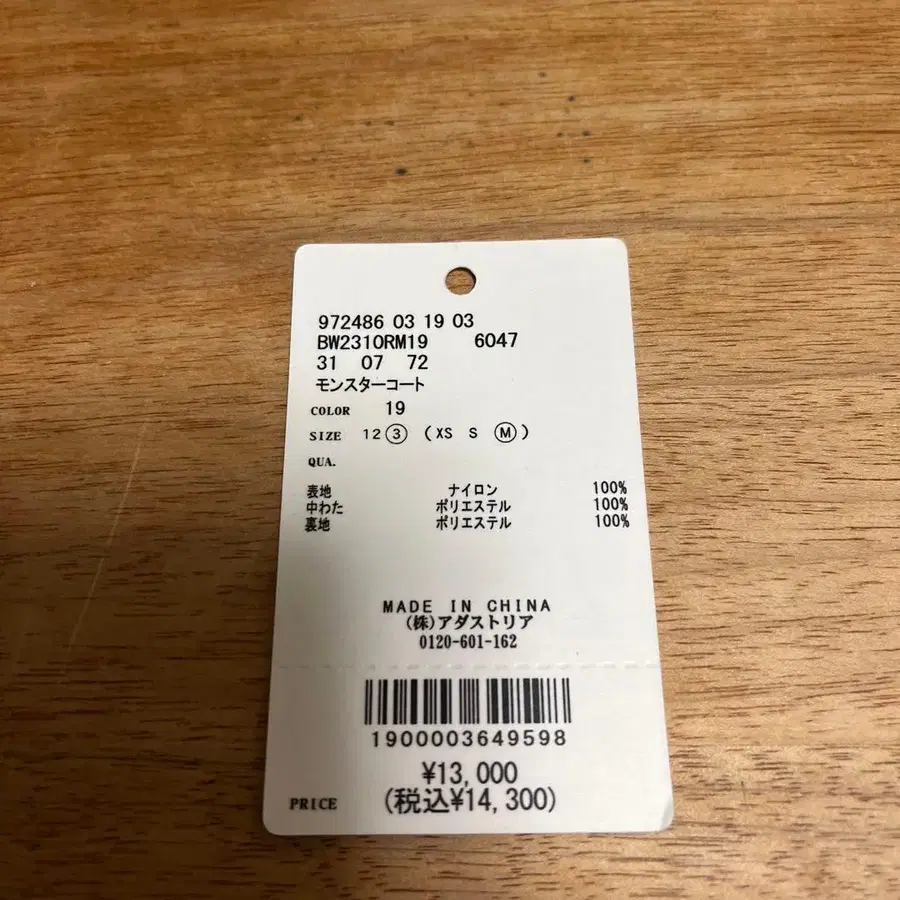 972486 03 19 03
BW2310RM19 6047
31 07 72
モンスターコート
COLOR 19
SIZE 12③ (XS S Ⓜ)
QUA.
表地 ナイロン 100%
中わた ポリエステル 100%
裏地 ポリエステル 100%
MADE IN CHINA
(株)アダストリア
0120-601-162
1900003649598
¥13,000
PRICE (税込¥14,300)